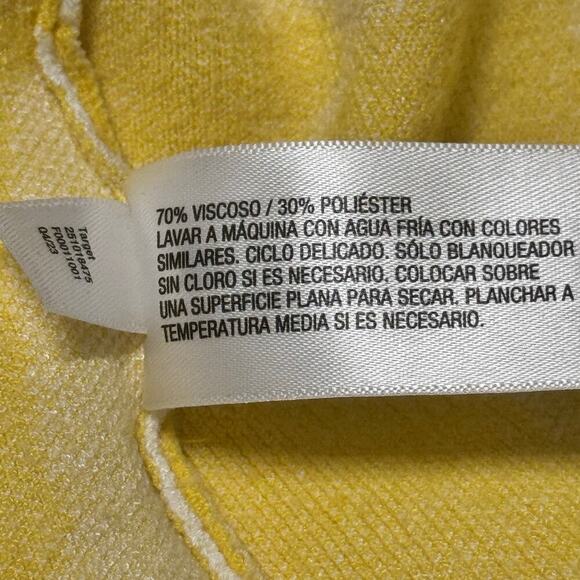 70% VISCOSO / 30% POLIÉSTER
LAVAR A MÁQUINA CON AGUA FRÍA CON COLORES
SIMILARES. CICLO DELICADO. SÓLO BLANQUEADOR
SIN CLORO SI ES NECESARIO. COLOCAR SOBRE
UNA SUPERFICIE PLANA PARA SECAR. PLANCHAR A
TEMPERATURA MEDIA SI ES NECESARIO.
Target
F00011001
04/23